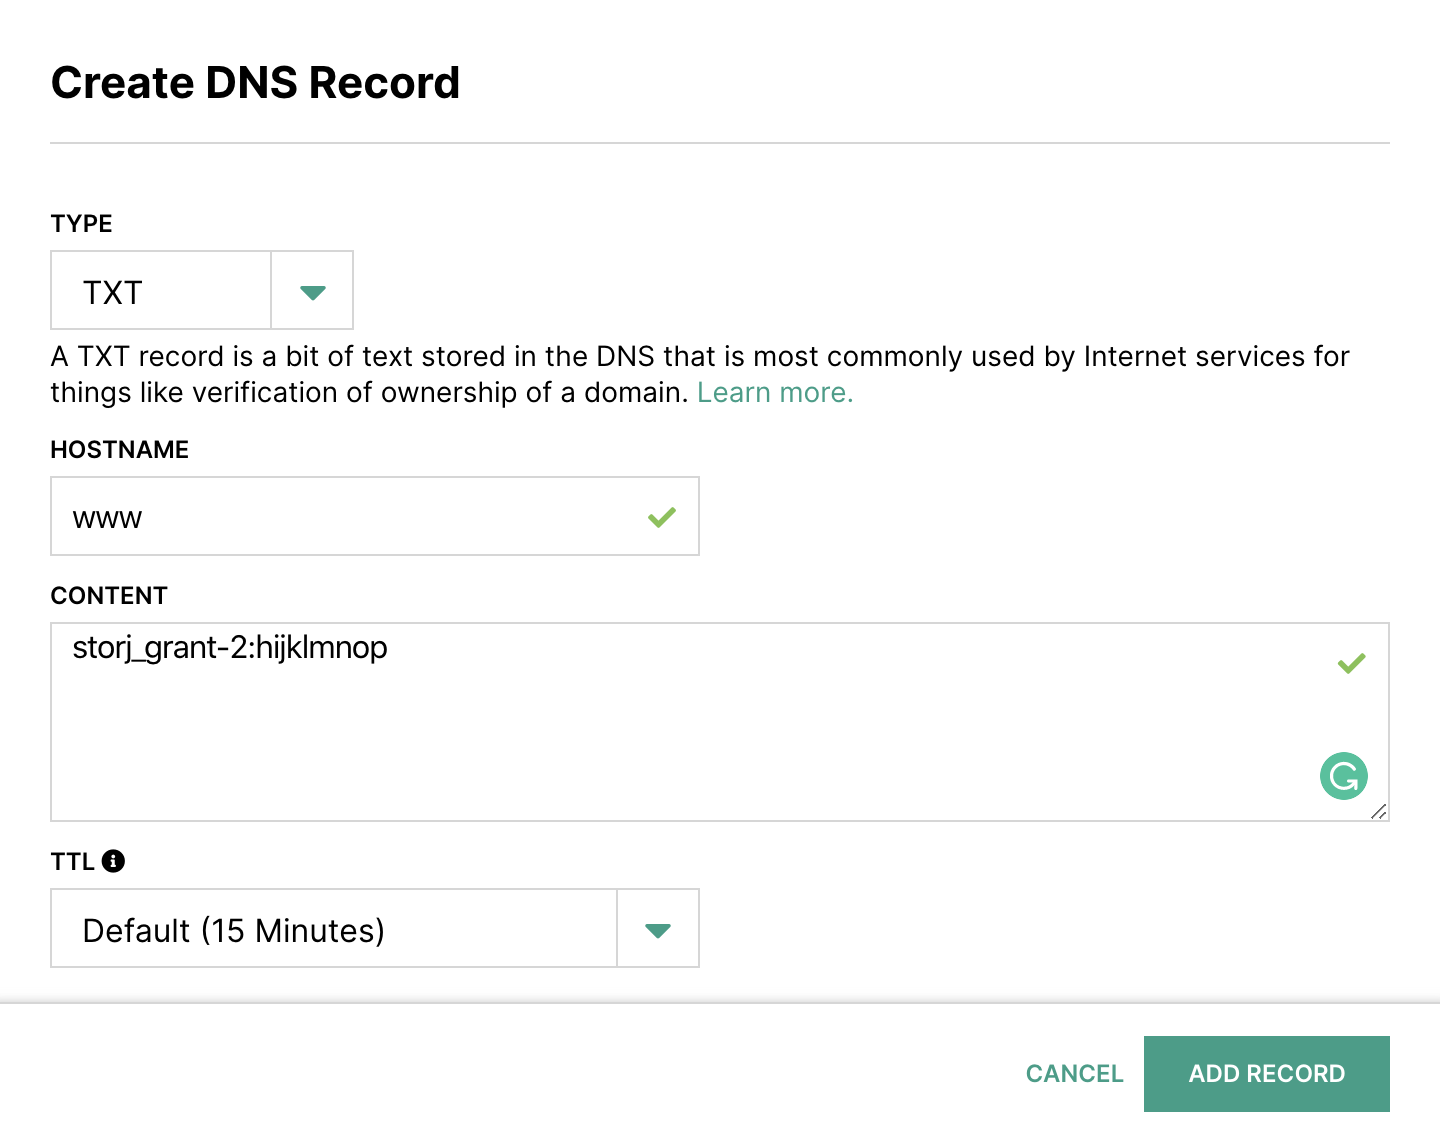 Create DNS Record
TYPE
TXT
A TXT record is a bit of text stored in the DNS that is most commonly used by Internet services for
things like verification of ownership of a domain. Learn more.
HOSTNAME
www
CONTENT
storj_grant-2:hijklmnop
TTL
Default (15 Minutes)
CANCEL
ADD RECORD